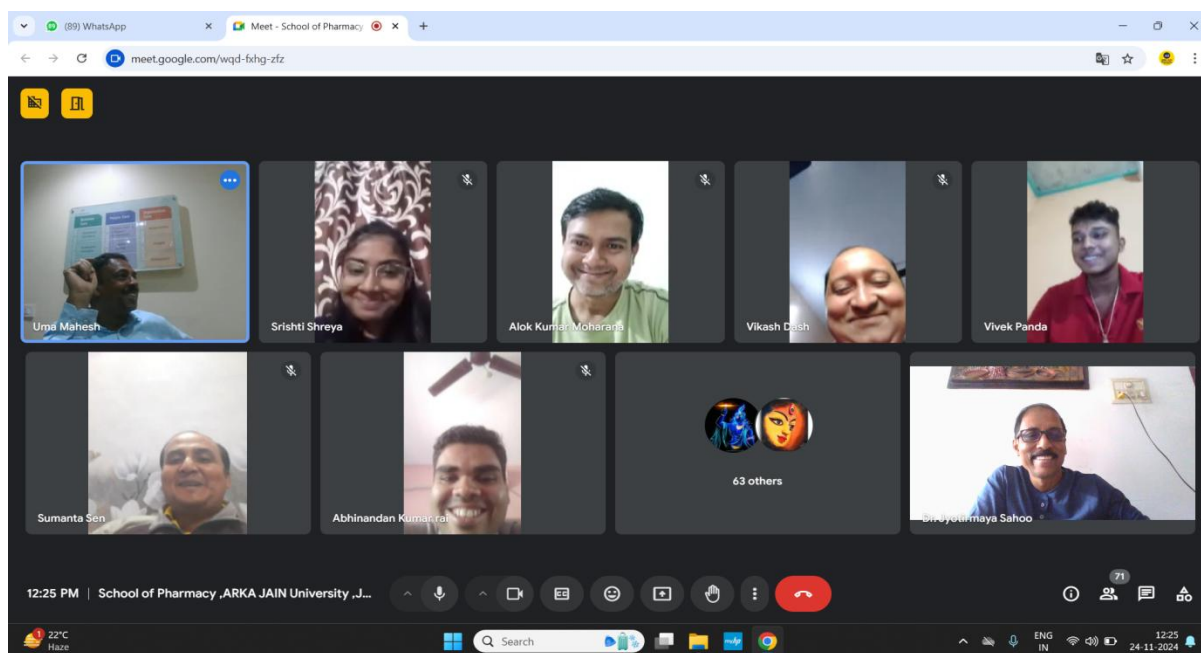 (89) WhatsApp
Meet - School of Pharmacy
meet.google.com/wqd-fxhg-zfz
Uma Mahesh
Srishti Shreya
Alok Kumar Moharana
Vikash Dash
Vivek Panda
Sumanta Sen
Abhinandan Kumar rai
63 others
Dr. Jyotirmaya Sahoo
12:25 PM | School of Pharmacy ,ARKA JAIN University ,J...
71
1
22°C
Haze
Search
ENG
IN
12:25
24-11-2024